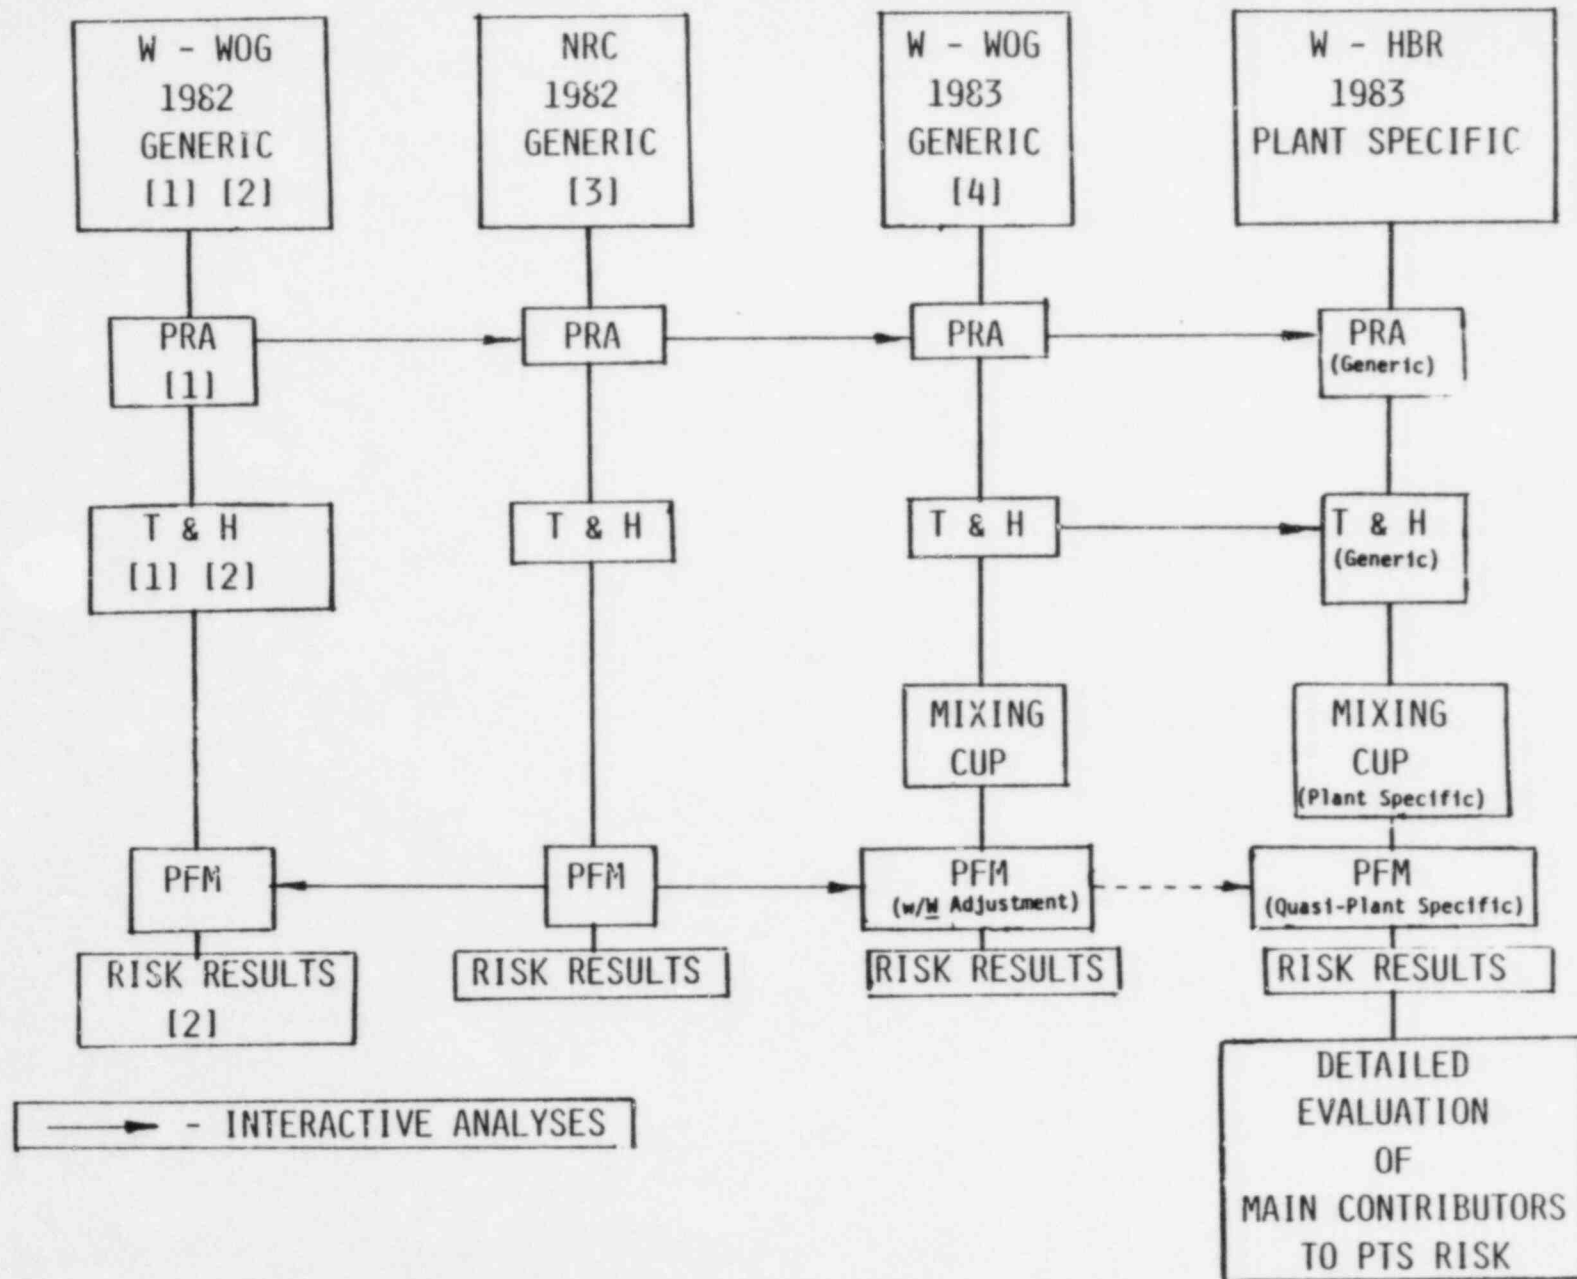 W - WOG
1982
GENERIC
[1] [2]
NRC
1982
GENERIC
[3]
W - WOG
1983
GENERIC
[4]
W - HBR
1983
PLANT SPECIFIC
PRA
[1]
PRA
PRA
PRA
(Generic)
T & H
[1] [2]
T & H
T & H
T & H
(Generic)
MIXING
CUP
MIXING
CUP
(Plant Specific)
PFM
PFM
PFM
(w/W Adjustment)
PFM
(Quasi-Plant Specific)
RISK RESULTS
[2]
RISK RESULTS
RISK RESULTS
RISK RESULTS
- INTERACTIVE ANALYSES
DETAILED
EVALUATION
OF
MAIN CONTRIBUTORS
TO PTS RISK